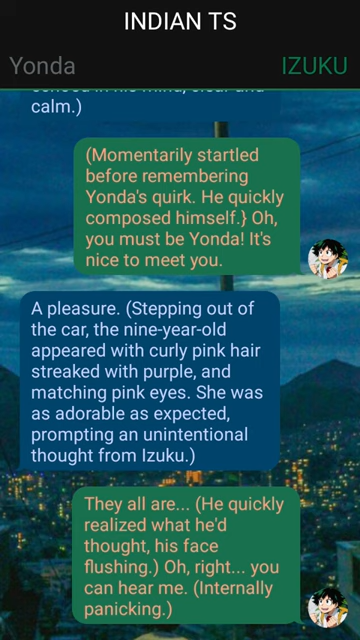 INDIAN TS
Yonda
IZUKU
calm.)
(Momentarily startled
before remembering
Yonda's quirk. He quickly
composed himself.} Oh,
you must be Yonda! It's
nice to meet you.
A pleasure. (Stepping out of
the car, the nine-year-old
appeared with curly pink hair
streaked with purple, and
matching pink eyes. She was
as adorable as expected,
prompting an unintentional
thought from Izuku.)
They all are... (He quickly
realized what he'd
thought, his face
flushing.) Oh, right... you
can hear me. (Internally
panicking.)